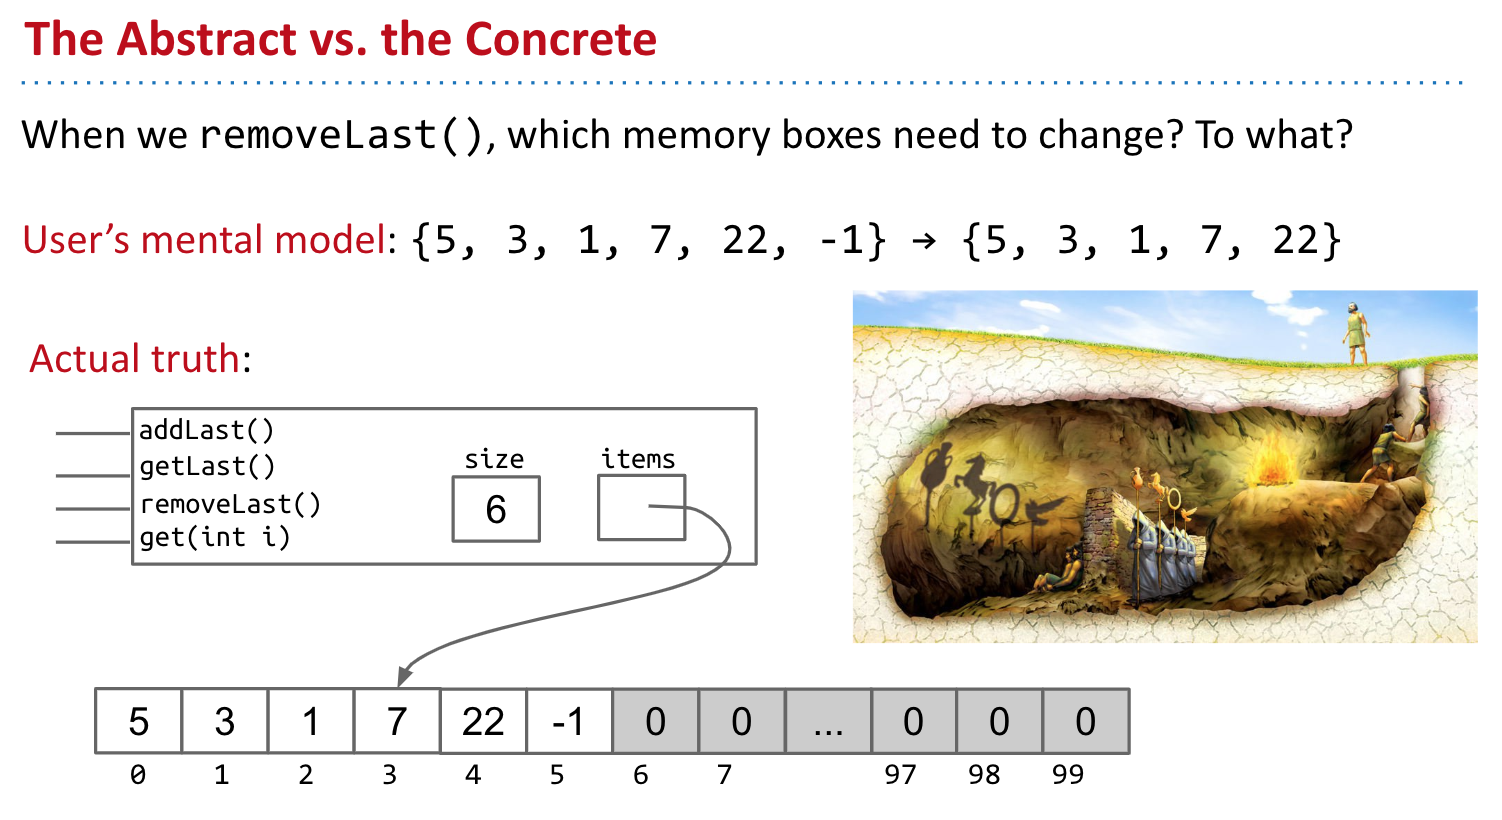 The Abstract vs. the Concrete
When we removeLast(), which memory boxes need to change? To what?
User’s mental model: {5, 3, 1, 7, 22, -1} → {5, 3, 1, 7, 22}
Actual truth:
addLast()
getLast()
removeLast()
get(int i)
size
items
6
5 3 1 7 22 -1 0 0 ... 0 0 0
0 1 2 3 4 5 6 7 97 98 99